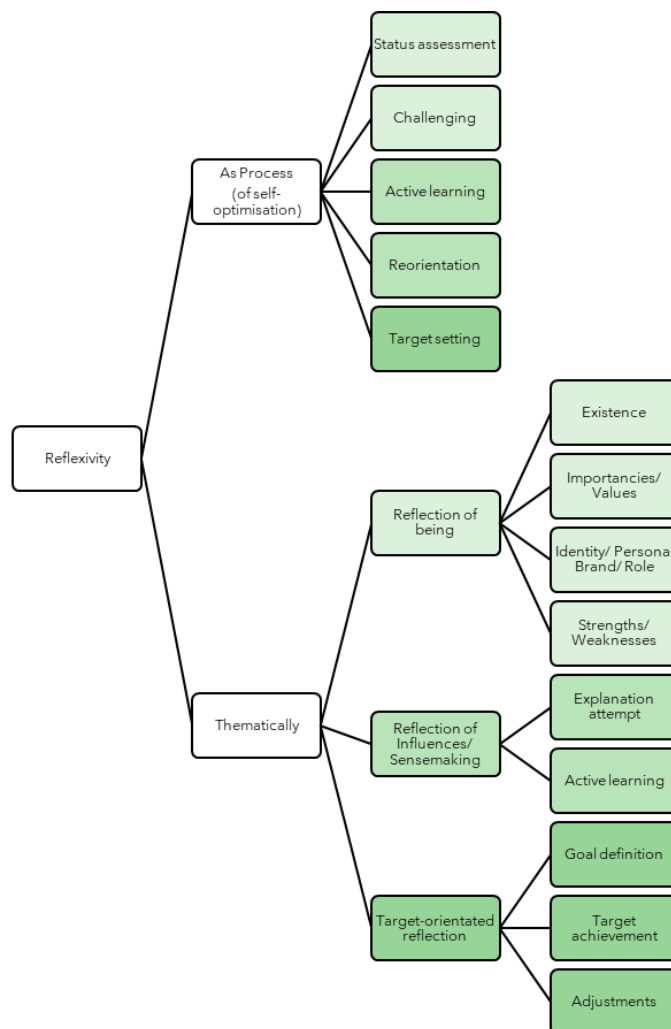 Status assessment
Challenging
As Process
(of self-
optimisation)
Active learning
Reorientation
Target setting
Existence
Reflexivity
Importancies/
Values
Reflection of
being
Identity/ Persona
Brand/ Role
Strengths/
Weaknesses
Thematically
Explanation
attempt
Reflection of
Influences/
Sensemaking
Active learning
Goal definition
Target-orientated
reflection
Target
achievement
Adjustments